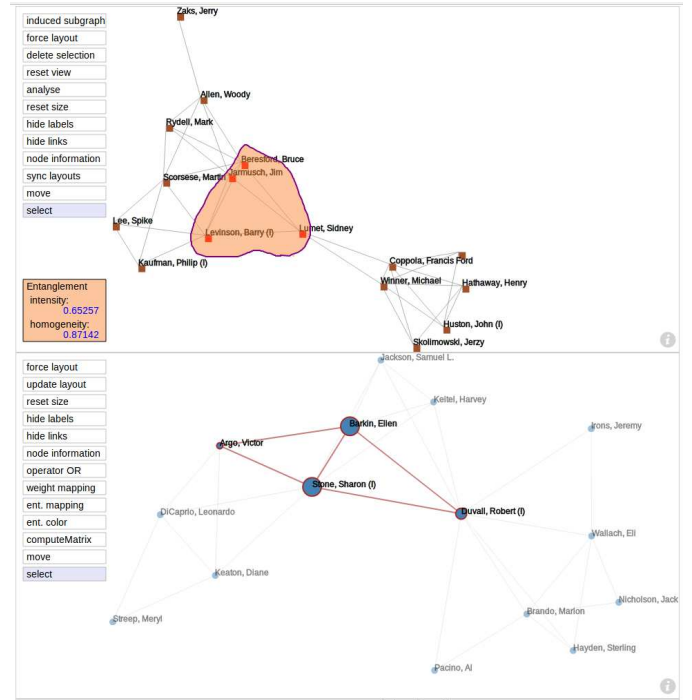 induced subgraph
force layout
delete selection
reset view
analyse
reset size
hide labels
hide links
node information
sync layouts
move
select
Zaks, Jerry
Allen, Woody
Rydell, Mark
Beresford, Bruce
Jarmusch, Jim
Scorsese, Martin
Lee, Spike
Levinson, Barry (I)
Lumet, Sidney
Kaufman, Philip (I)
Coppola, Francis Ford
Winner, Michael
Hathaway, Henry
Huston, John (I)
Skolimowski, Jerzy
Entanglement
intensity:
0.65257
homogeneity:
0.87142
i
force layout
update layout
reset size
hide labels
hide links
node information
operator OR
weight mapping
ent. mapping
ent. color
computeMatrix
move
select
Jackson, Samuel L.
Keitel, Harvey
Barkin, Ellen
Irons, Jeremy
Argo, Victor
Stone, Sharon (I)
DiCaprio, Leonardo
Duvall, Robert (I)
Wallach, Eli
Keaton, Diane
Nicholson, Jack
Brando, Marlon
Streep, Meryl
Hayden, Sterling
Pacino, Al
i